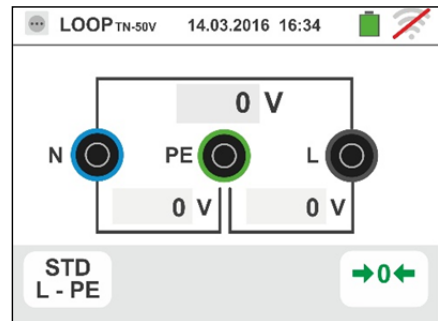 LOOP TN-50V 14.03.2016 16:34
0 V
N PE L
0 V 0 V
STD
L - PE
→0←